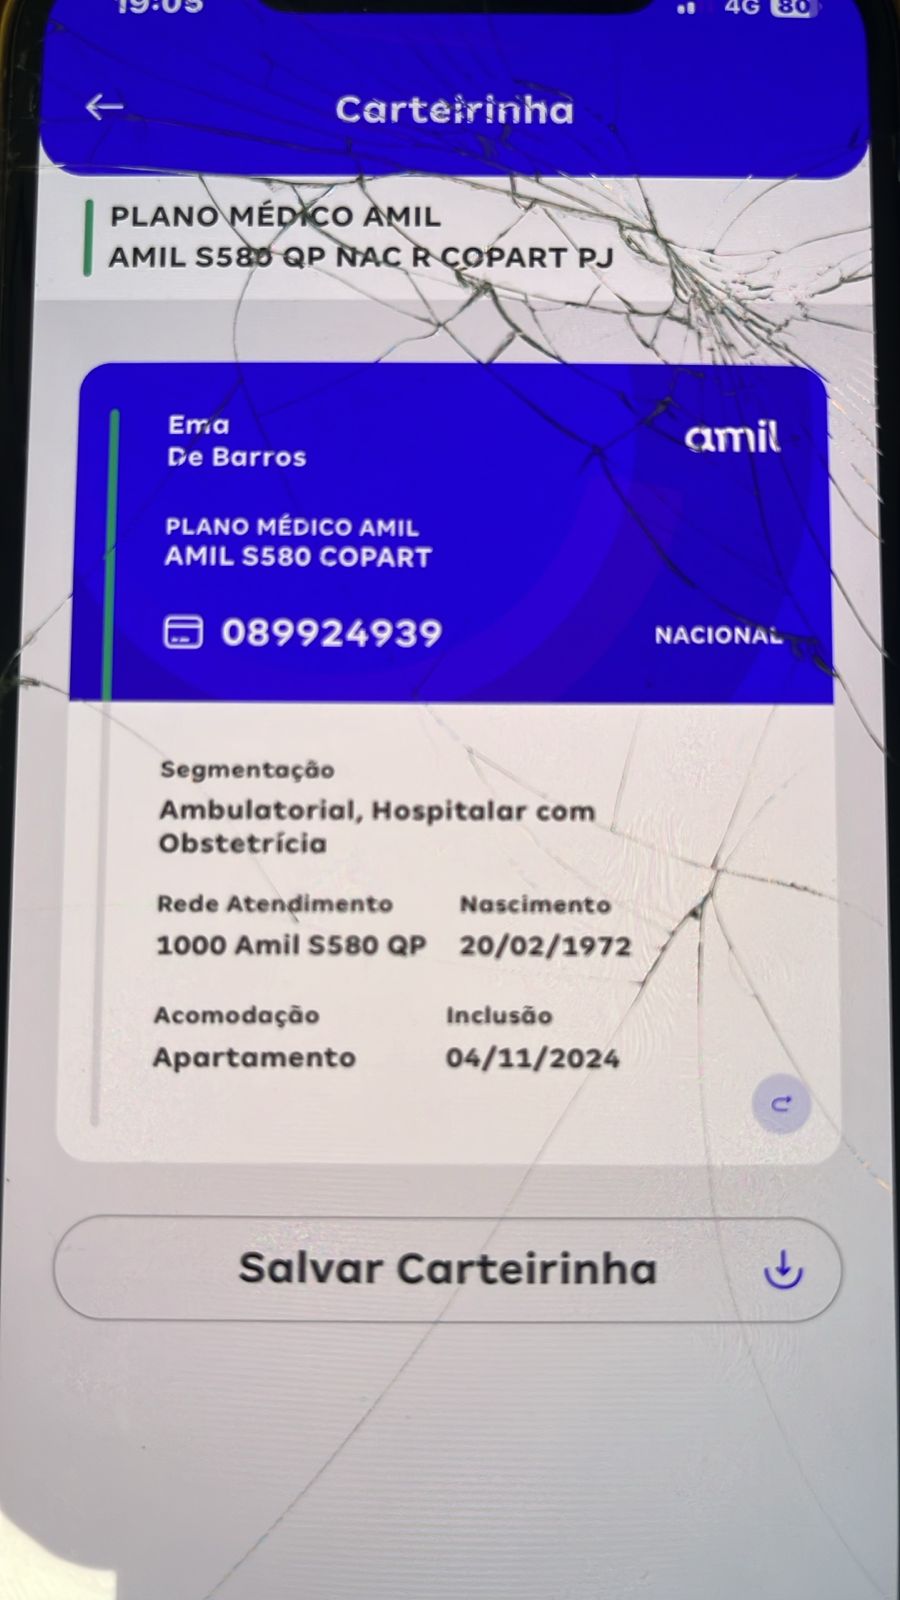 19:05
4G 80
Carteirinha
PLANO MÉDICO AMIL
AMIL S580 QP NAC R COPART PJ
Ema
De Barros
amil
PLANO MÉDICO AMIL
AMIL S580 COPART
089924939
NACIONAL
Segmentação
Ambulatorial, Hospitalar com
Obstetrícia
Rede Atendimento
1000 Amil S580 QP
Nascimento
20/02/1972
Acomodação
Apartamento
Inclusão
04/11/2024
Salvar Carteirinha